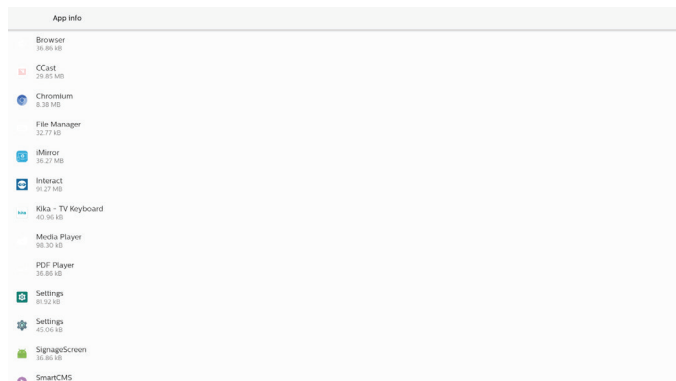 App info
Browser
36.86 kB
CCast
29.85 MB
Chromium
8.38 MB
File Manager
32.77 kB
iMirror
36.27 MB
Interact
91.27 MB
Kika - TV Keyboard
40.96 kB
Media Player
98.30 kB
PDF Player
36.86 kB
Settings
81.92 kB
Settings
45.06 kB
SignageScreen
36.86 kB
SmartCMS